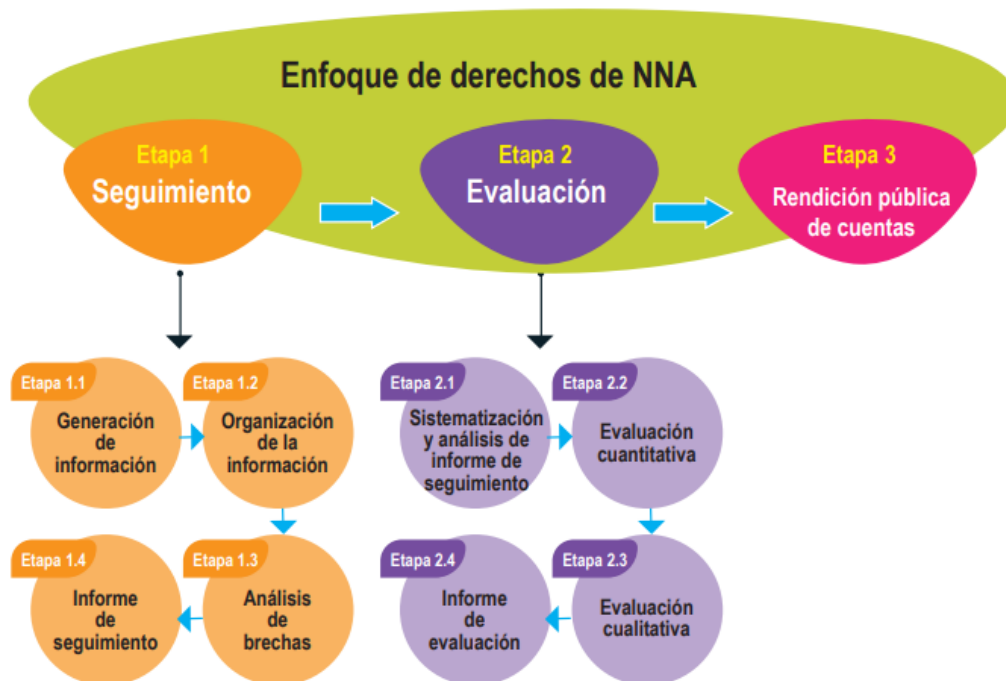 Enfoque de derechos de NNA
Etapa 1
Seguimiento
Etapa 2
Evaluación
Etapa 3
Rendición pública
de cuentas
Etapa 1.1
Generación
de
información
Etapa 1.2
Organización
de la
información
Etapa 1.3
Análisis
de
brechas
Etapa 1.4
Informe
de
seguimiento
Etapa 2.1
Sistematización
y análisis de
informe de
seguimiento
Etapa 2.2
Evaluación
cuantitativa
Etapa 2.3
Evaluación
cualitativa
Etapa 2.4
Informe
de
evaluación